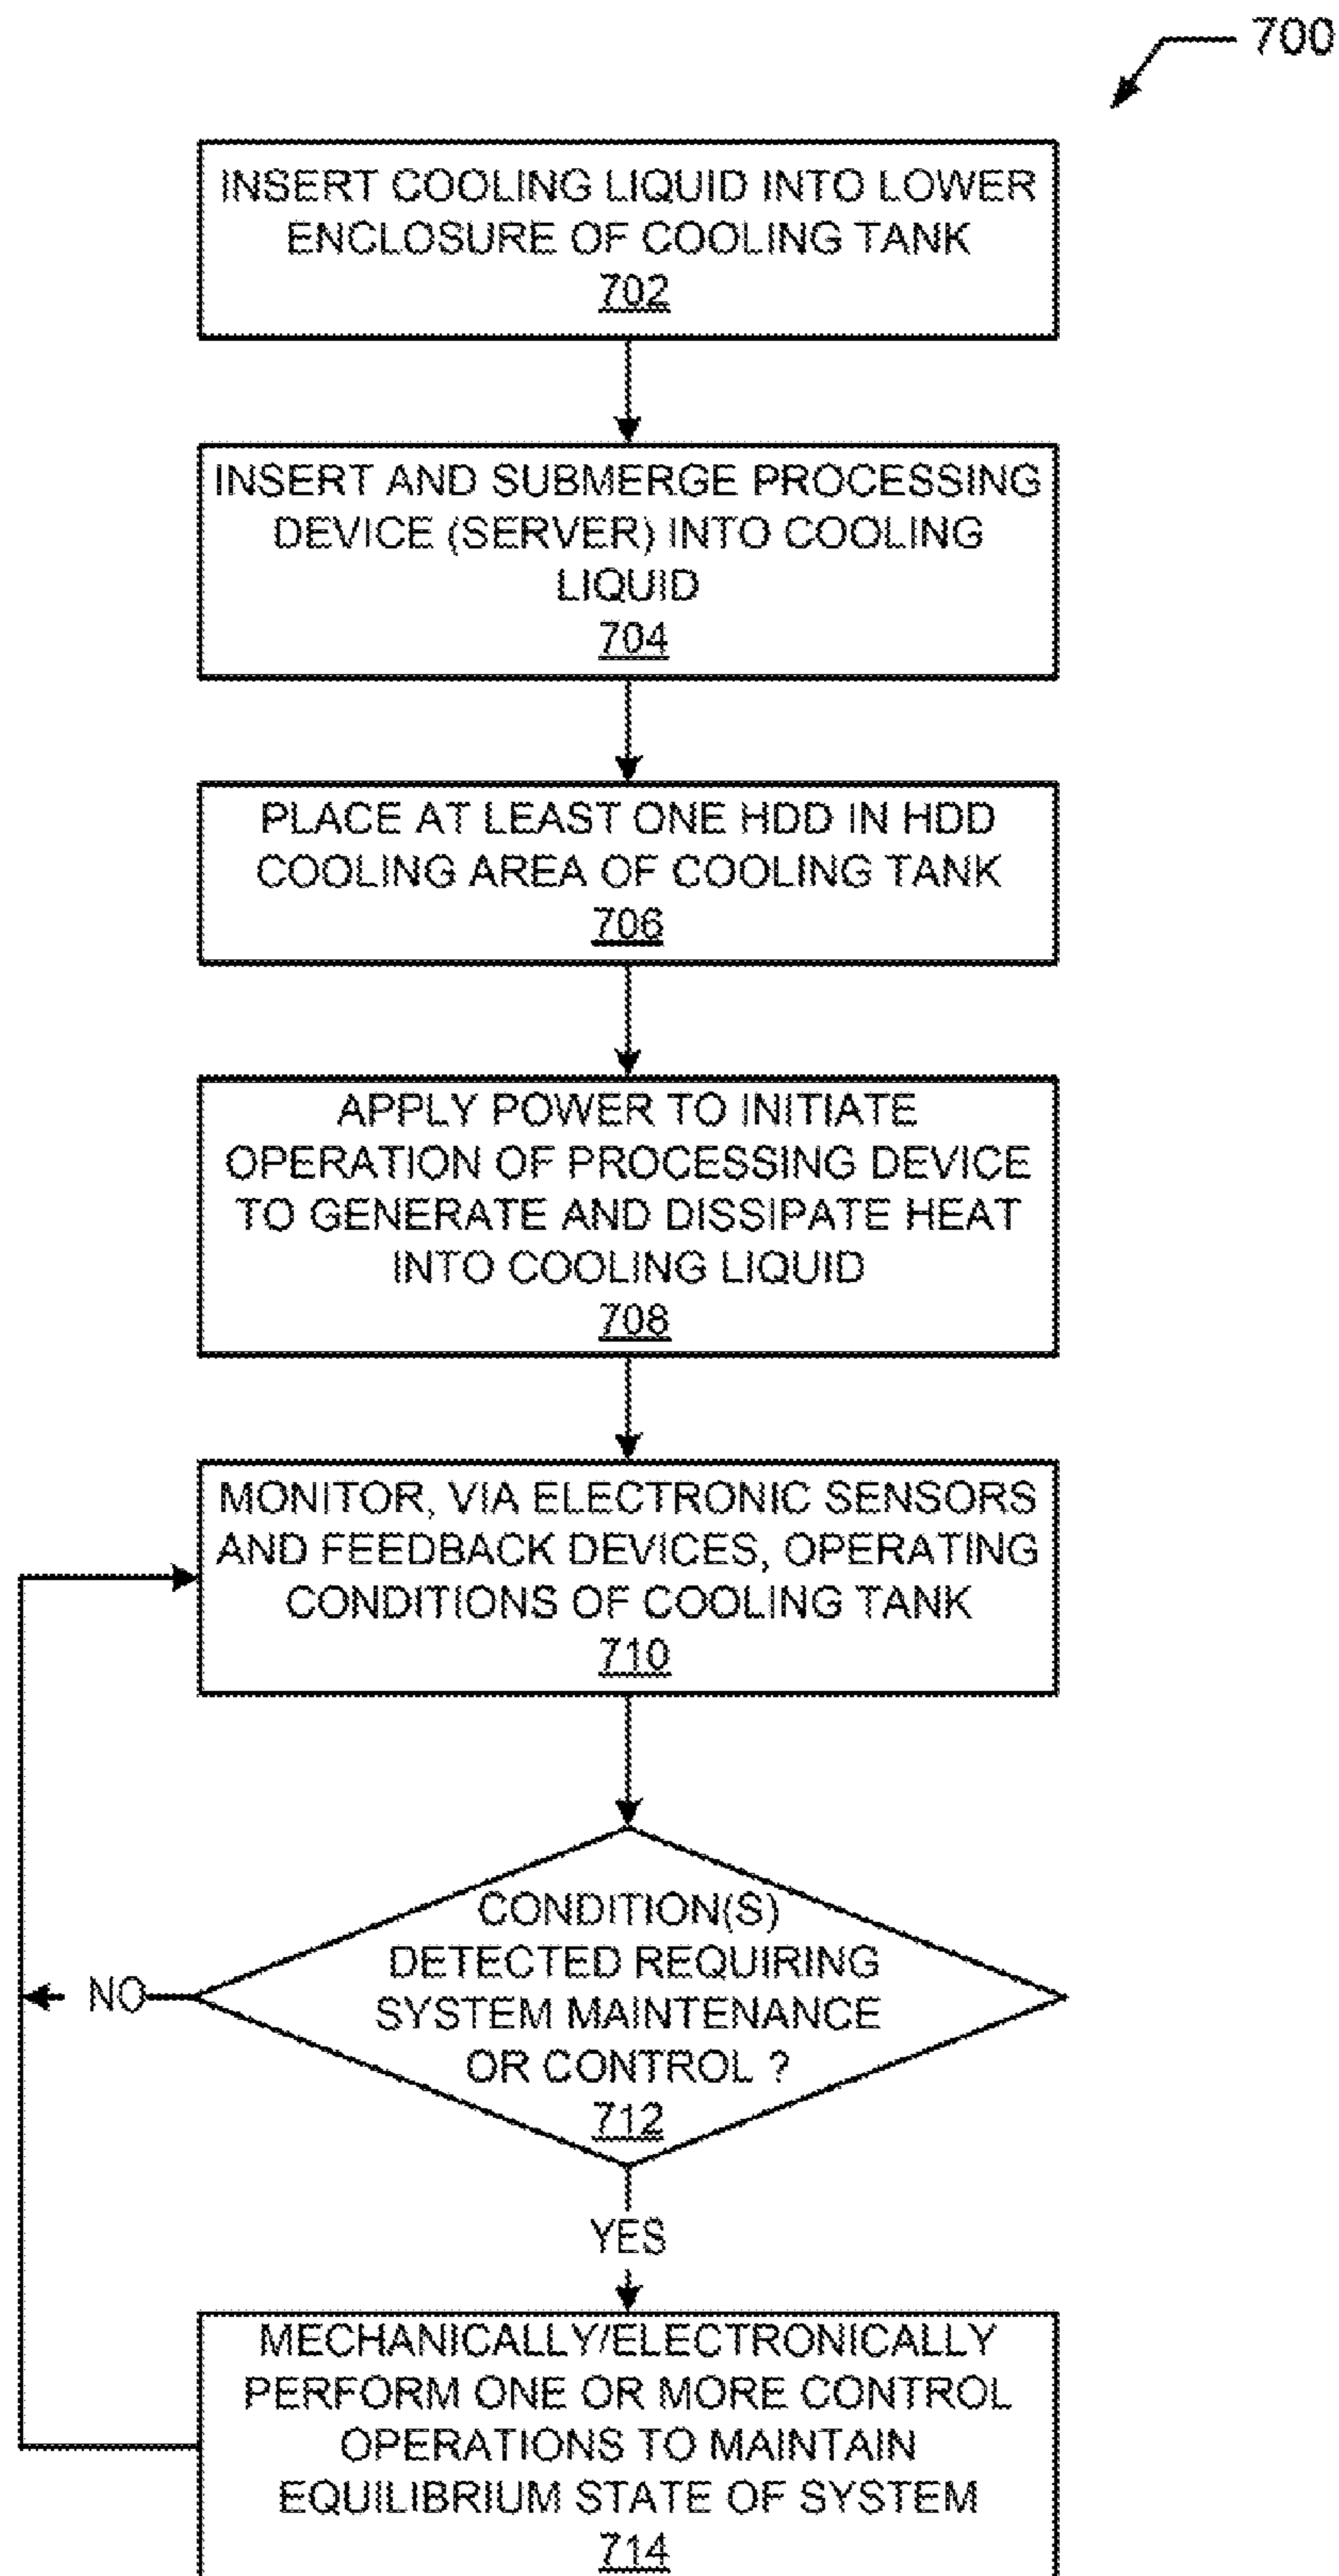 700
INSERT COOLING LIQUID INTO LOWER
ENCLOSURE OF COOLING TANK
702
INSERT AND SUBMERGE PROCESSING
DEVICE (SERVER) INTO COOLING
LIQUID
704
PLACE AT LEAST ONE HDD IN HDD
COOLING AREA OF COOLING TANK
706
APPLY POWER TO INITIATE
OPERATION OF PROCESSING DEVICE
TO GENERATE AND DISSIPATE HEAT
INTO COOLING LIQUID
708
MONITOR, VIA ELECTRONIC SENSORS
AND FEEDBACK DEVICES, OPERATING
CONDITIONS OF COOLING TANK
710
CONDITION(S)
DETECTED REQUIRING
SYSTEM MAINTENANCE
OR CONTROL ?
712
NO
YES
MECHANICALLY/ELECTRONICALLY
PERFORM ONE OR MORE CONTROL
OPERATIONS TO MAINTAIN
EQUILIBRIUM STATE OF SYSTEM
714